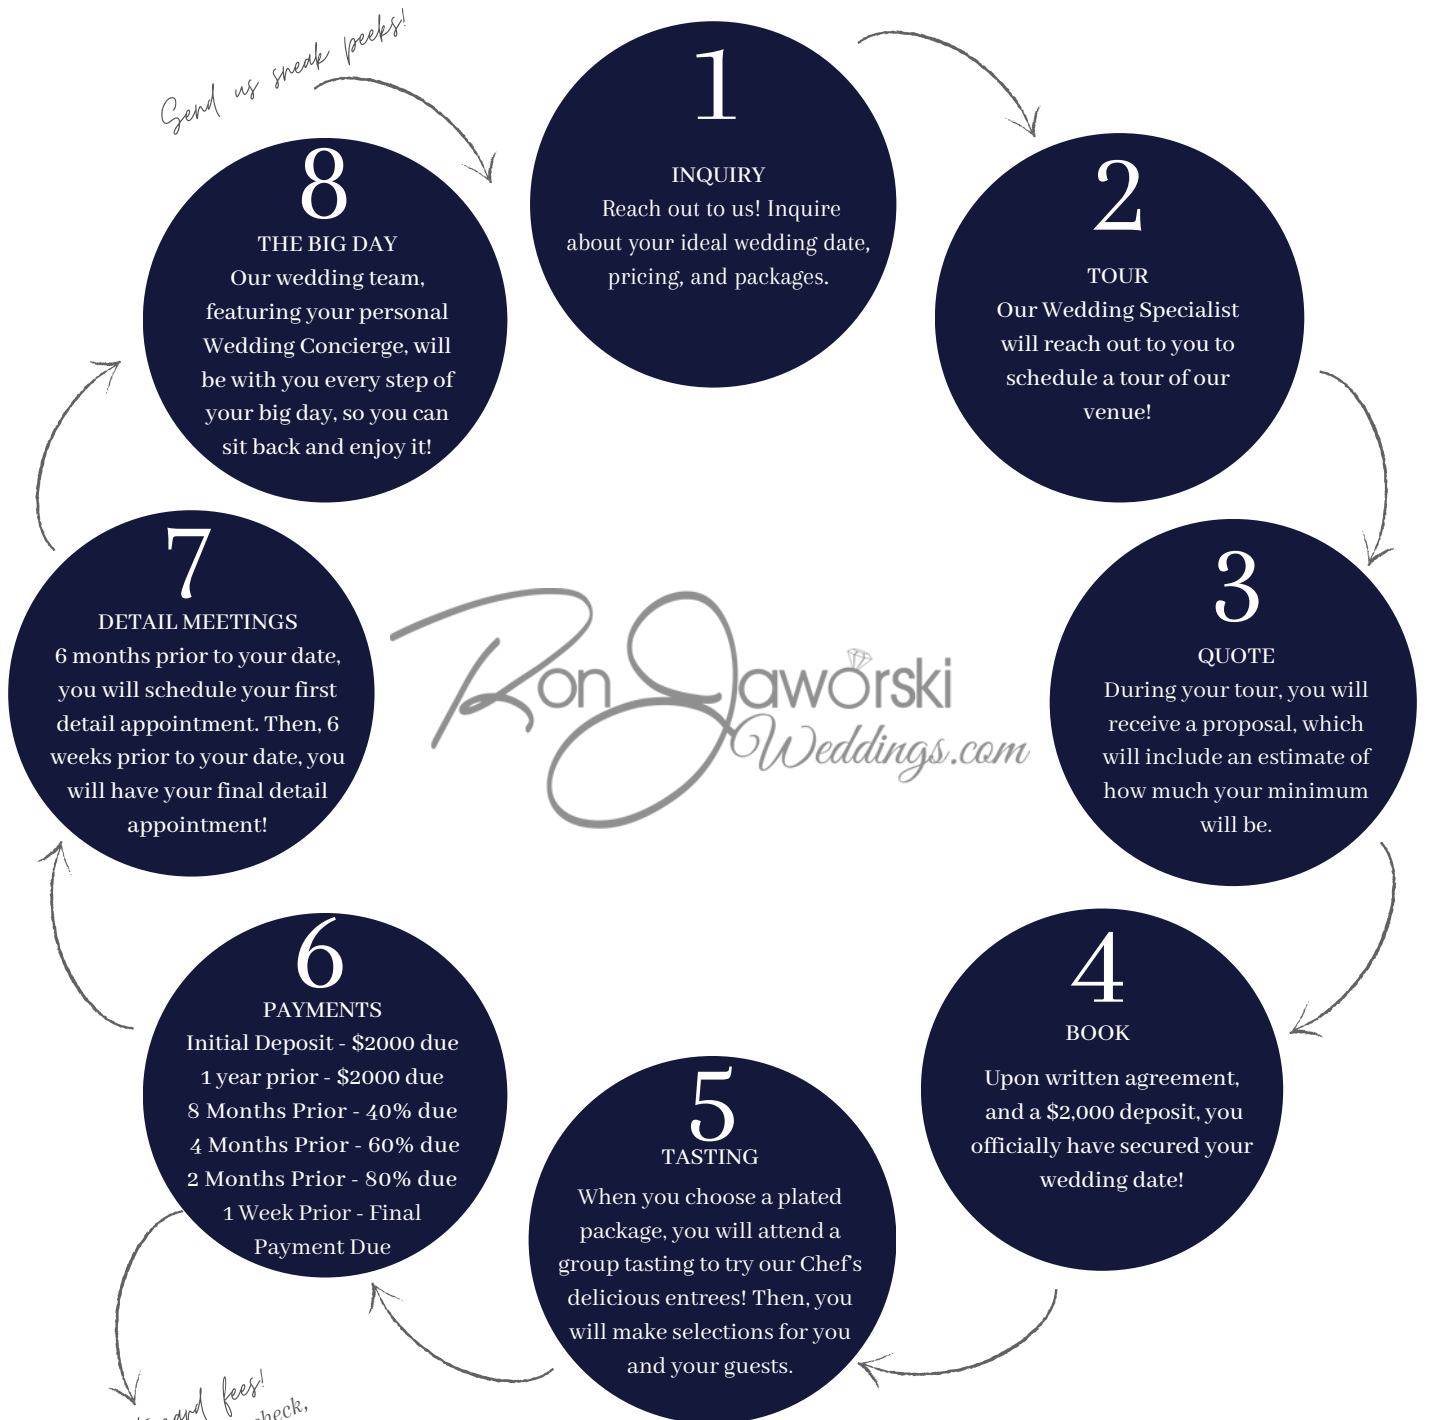 Send us sneak peeks!
1
INQUIRY
Reach out to us! Inquire
about your ideal wedding date,
pricing, and packages.
2
TOUR
Our Wedding Specialist
will reach out to you to
schedule a tour of our
venue!
3
QUOTE
During your tour, you will
receive a proposal, which
will include an estimate of
how much your minimum
will be.
4
BOOK
Upon written agreement,
and a $2,000 deposit, you
officially have secured your
wedding date!
5
TASTING
When you choose a plated
package, you will attend a
group tasting to try our Chef's
delicious entrees! Then, you
will make selections for you
and your guests.
6
PAYMENTS
Initial Deposit - $2000 due
1 year prior - $2000 due
8 Months Prior - 40% due
4 Months Prior - 60% due
2 Months Prior - 80% due
1 Week Prior - Final
Payment Due
7
DETAIL MEETINGS
6 months prior to your date,
you will schedule your first
detail appointment. Then, 6
weeks prior to your date, you
will have your final detail
appointment!
8
THE BIG DAY
Our wedding team,
featuring your personal
Wedding Concierge, will
be with you every step of
your big day, so you can
sit back and enjoy it!
Ron Jaworski
Weddings.com
fees!
check,